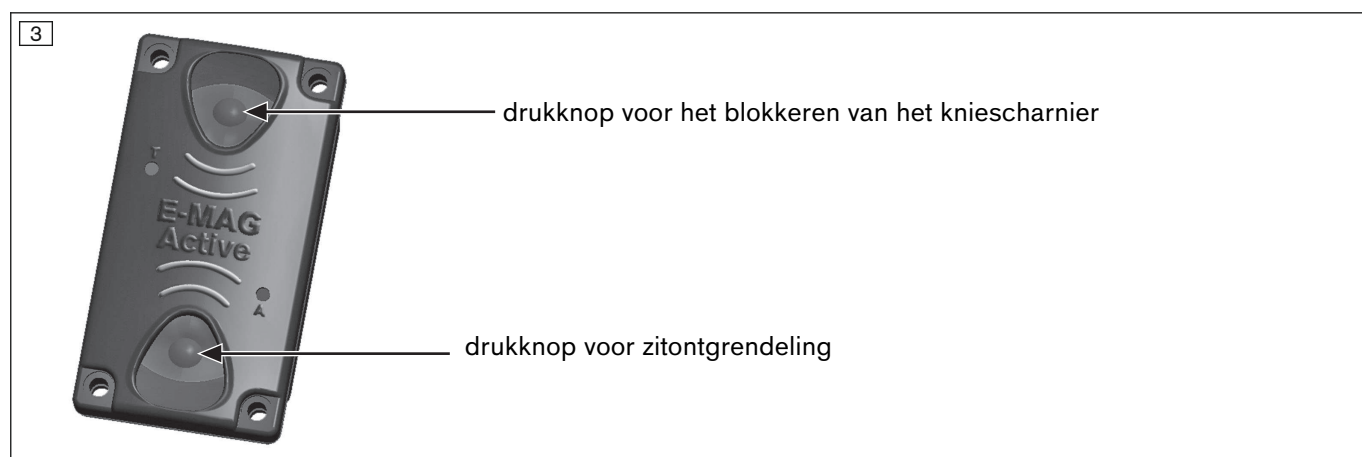 3
drukknop voor het blokkeren van het kniescharnier
T
E-MAG
Active
A
drukknop voor zitontgrendeling